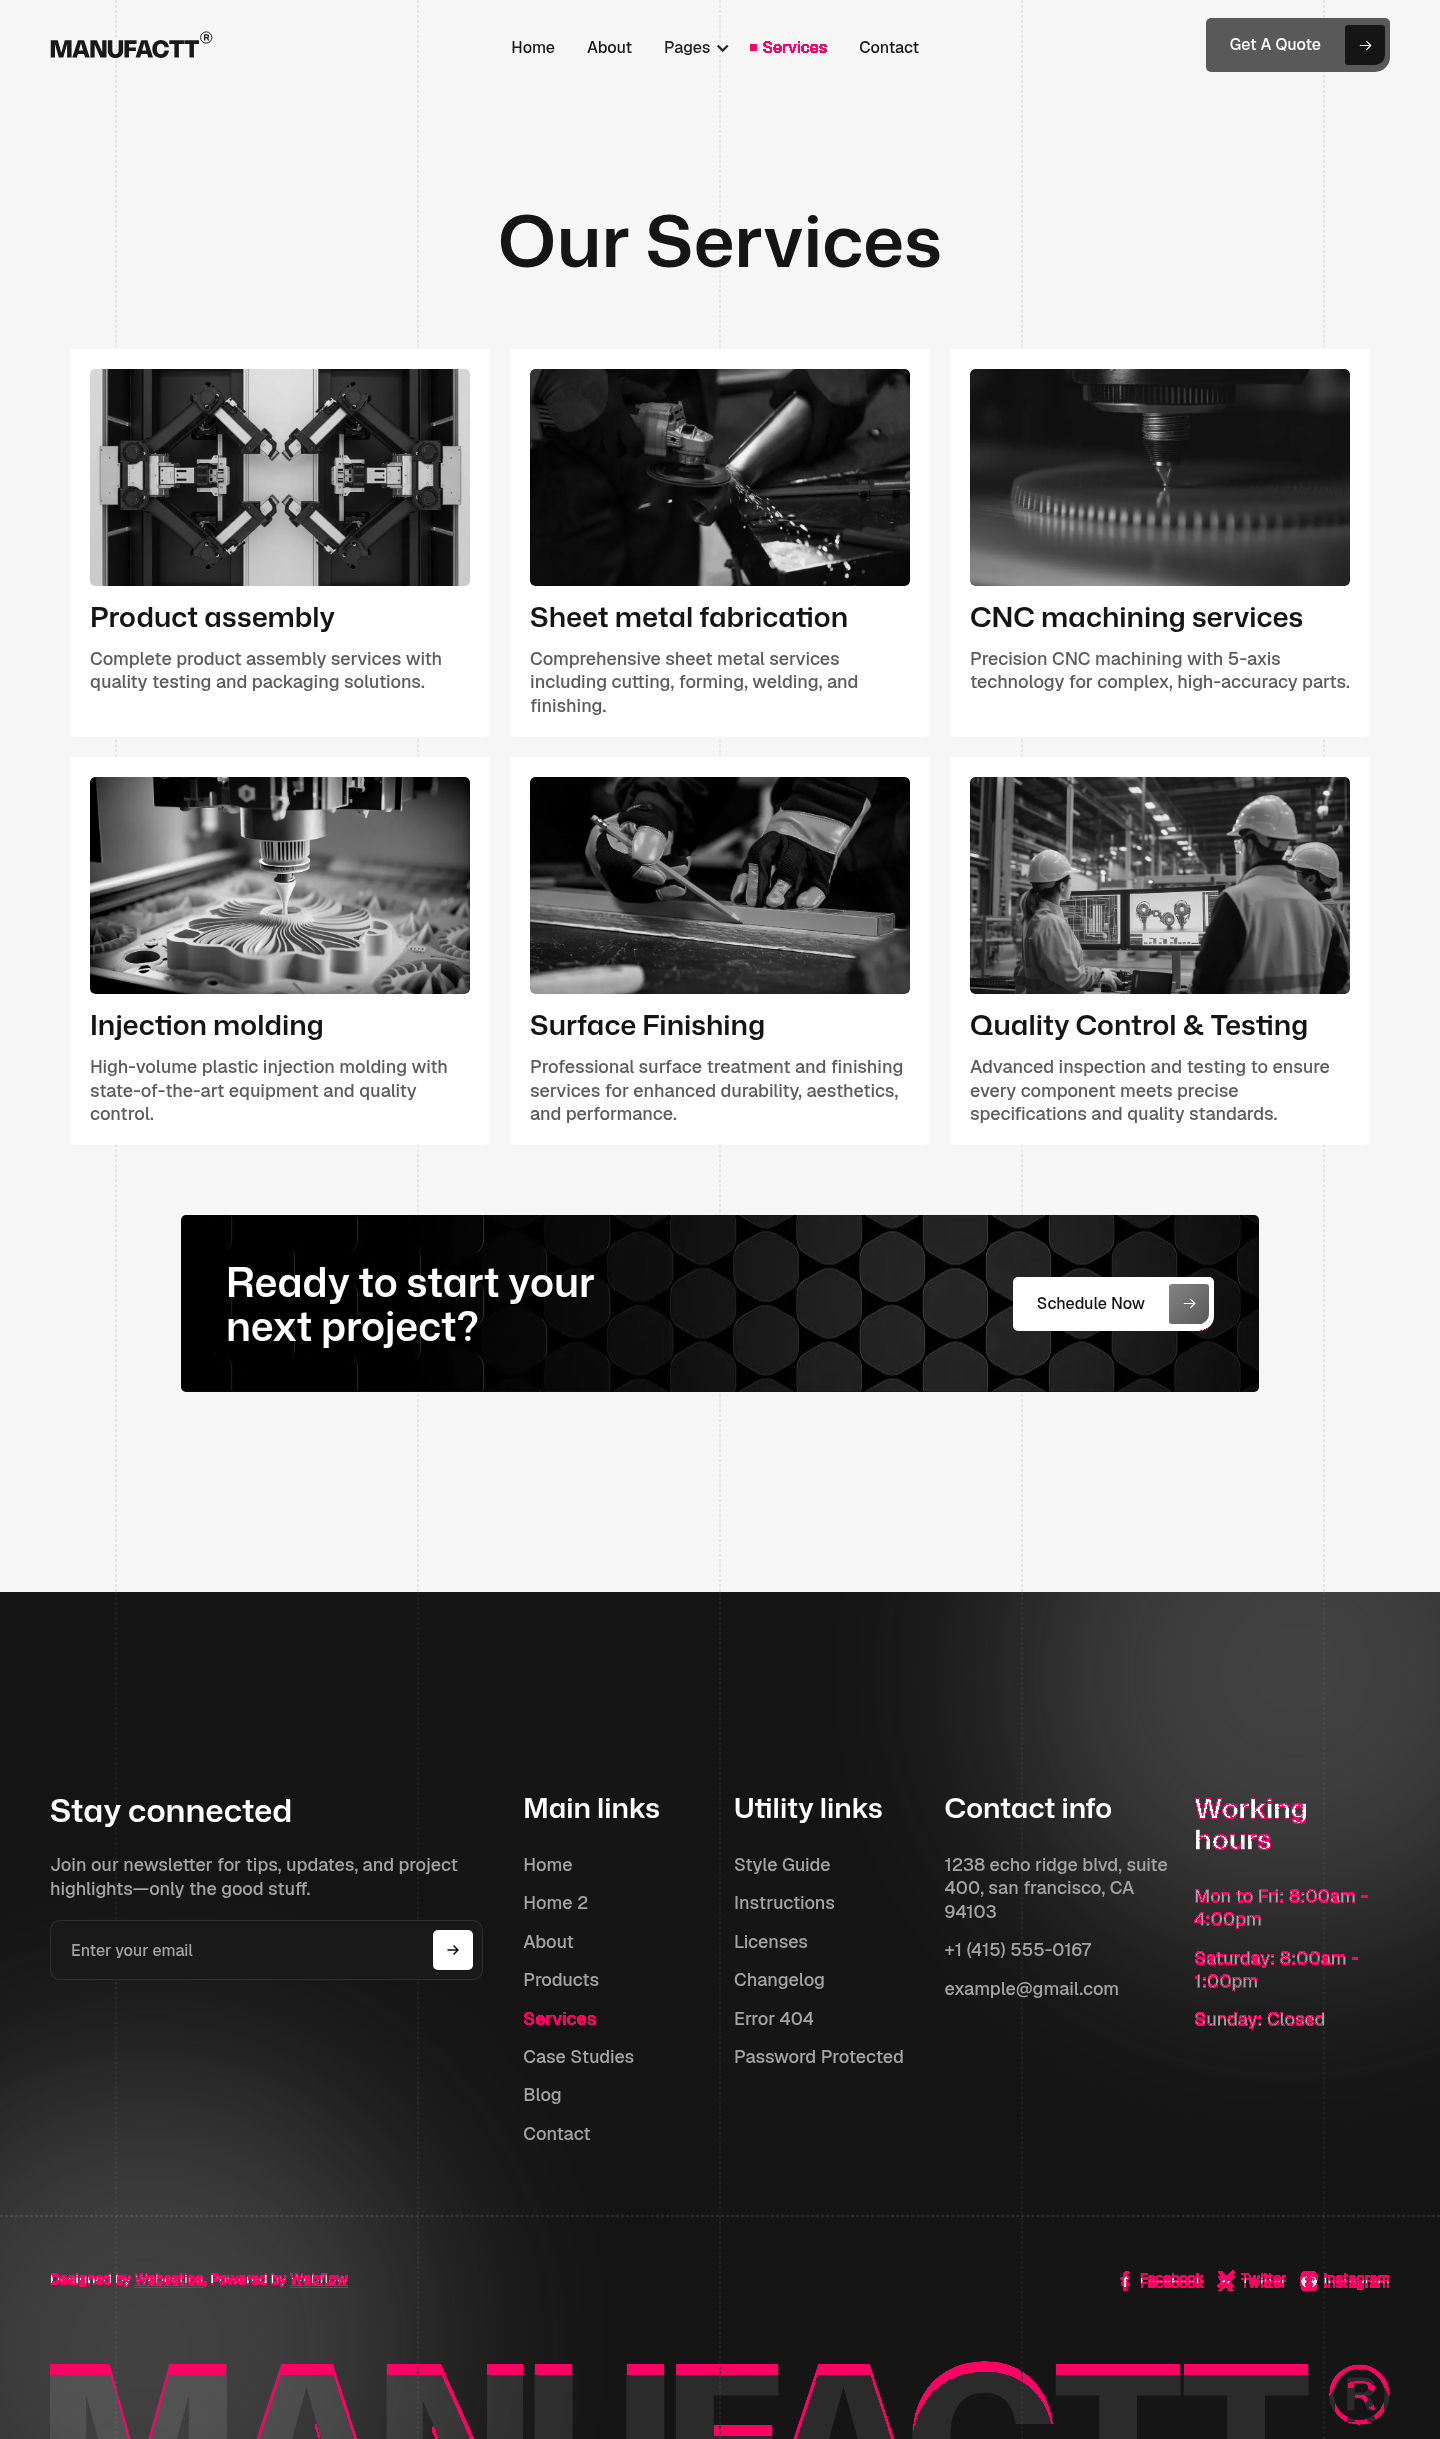 MANUFACTT®
Home About Pages Services Contact
Get A Quote
Our Services
Product assembly
Complete product assembly services with
quality testing and packaging solutions.
Sheet metal fabrication
Comprehensive sheet metal services
including cutting, forming, welding, and
finishing.
CNC machining services
Precision CNC machining with 5-axis
technology for complex, high-accuracy parts.
Injection molding
High-volume plastic injection molding with
state-of-the-art equipment and quality
control.
Surface Finishing
Professional surface treatment and finishing
services for enhanced durability, aesthetics,
and performance.
Quality Control & Testing
Advanced inspection and testing to ensure
every component meets precise
specifications and quality standards.
Ready to start your
next project?
Schedule Now
Stay connected
Join our newsletter for tips, updates, and project
highlights—only the good stuff.
Enter your email
Main links
Home
Home 2
About
Products
Services
Case Studies
Blog
Contact
Utility links
Style Guide
Instructions
Licenses
Changelog
Error 404
Password Protected
Contact info
1238 echo ridge blvd, suite
400, san francisco, CA
94103
+1 (415) 555-0167
example@gmail.com
Working
hours
Mon to Fri: 8:00am -
4:00pm
Saturday: 8:00am -
1:00pm
Sunday: Closed
Designed by Webestica, Powered by Webflow
Facebook Twitter Instagram
MANUFACTT®